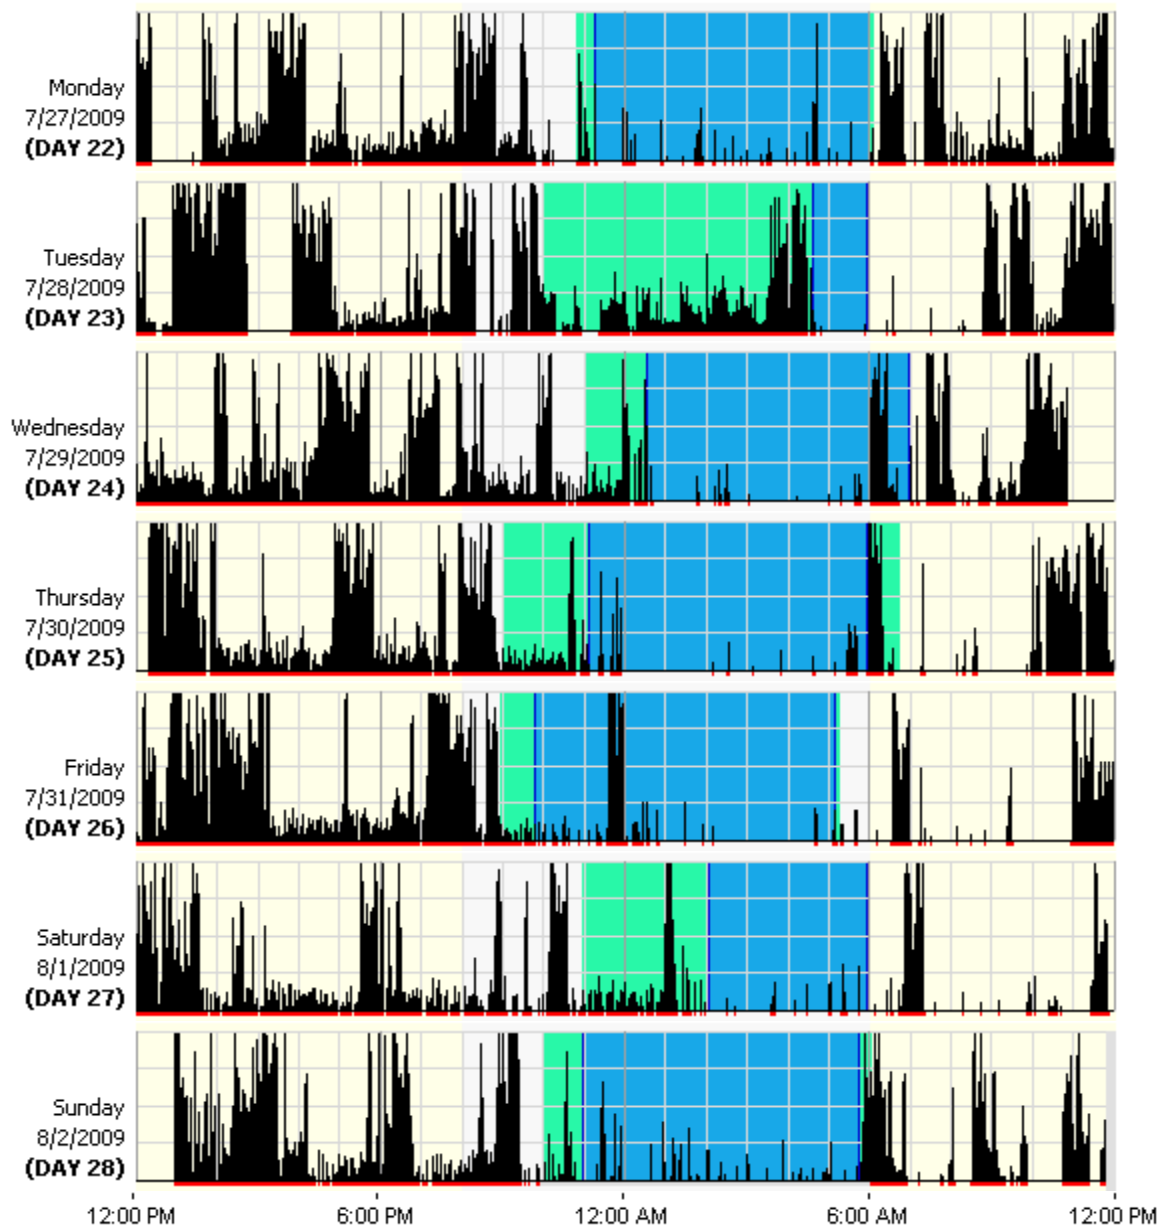 Monday
7/27/2009
(DAY 22)
Tuesday
7/28/2009
(DAY 23)
Wednesday
7/29/2009
(DAY 24)
Thursday
7/30/2009
(DAY 25)
Friday
7/31/2009
(DAY 26)
Saturday
8/1/2009
(DAY 27)
Sunday
8/2/2009
(DAY 28)
12:00 PM 6:00 PM 12:00 AM 6:00 AM 12:00 PM